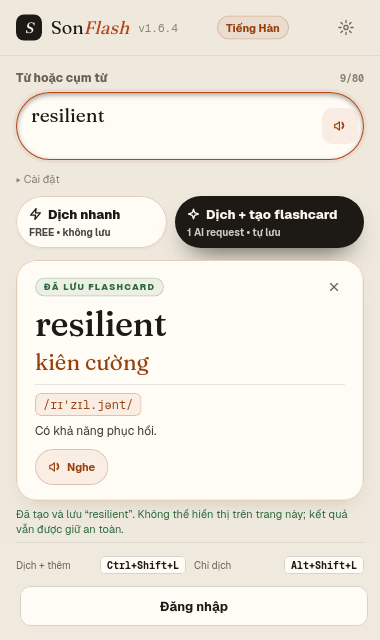 S SonFlash v1.6.4 Tiếng Hàn
Từ hoặc cụm từ 9/80
resilient
▸ Cài đặt
Dịch nhanh
FREE • không lưu
Dịch + tạo flashcard
1 AI request • tự lưu
ĐÃ LƯU FLASHCARD
resilient
kiên cường
/rɪˈzɪl.jənt/
Có khả năng phục hồi.
Nghe
Đã tạo và lưu “resilient”. Không thể hiển thị trên trang này; kết quả
vẫn được giữ an toàn.
Dịch + thêm Ctrl+Shift+L Chỉ dịch Alt+Shift+L
Đăng nhập